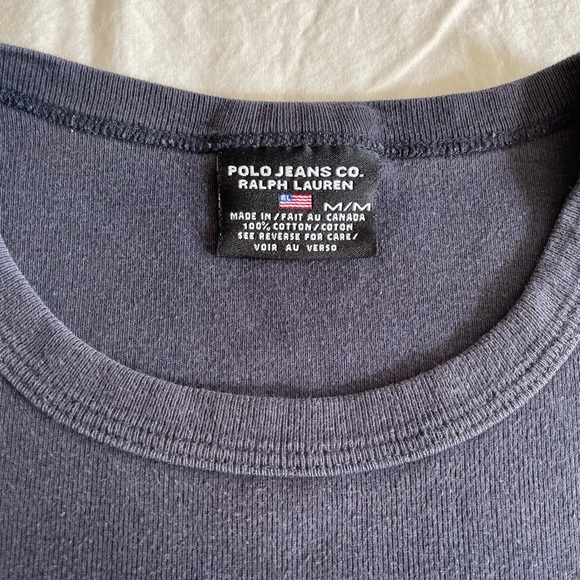 POLO JEANS CO.
RALPH LAUREN
RL M/M
MADE IN/FAIT AU CANADA
100% COTTON/COTON
SEE REVERSE FOR CARE/
VOIR AU VERSO